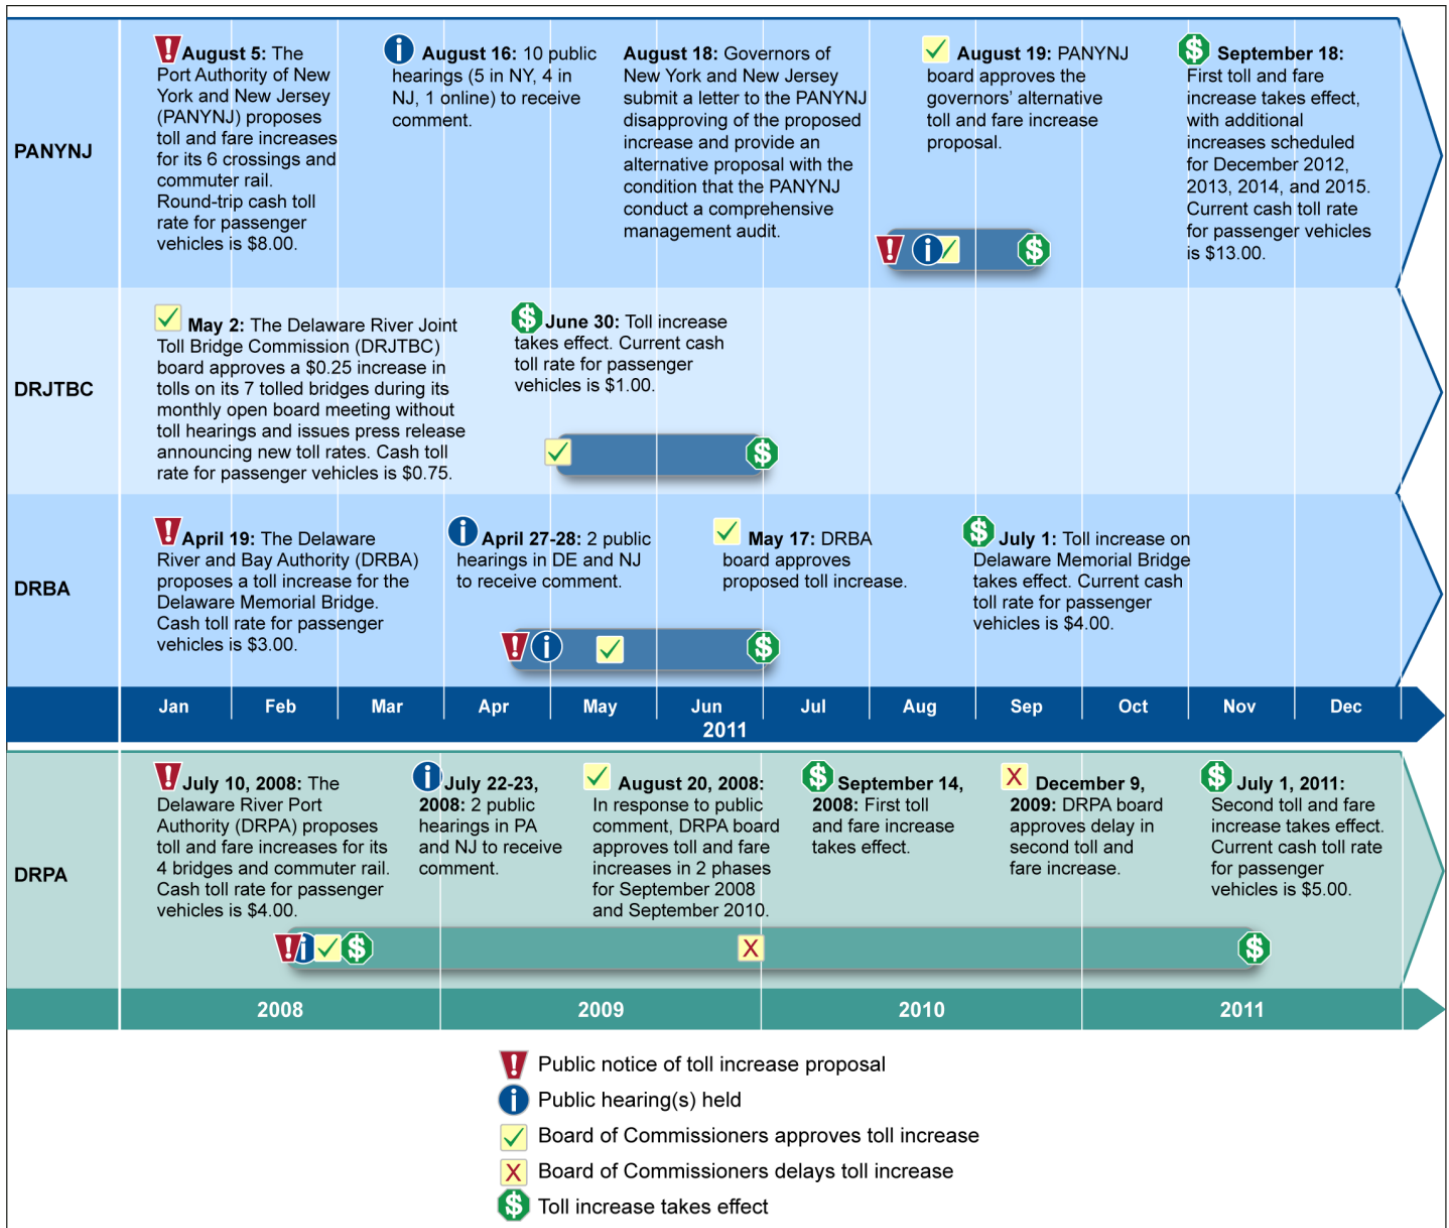 PANYNJ
August 5: The
Port Authority of New
York and New Jersey
(PANYNJ) proposes
toll and fare increases
for its 6 crossings and
commuter rail.
Round-trip cash toll
rate for passenger
vehicles is $8.00.
August 16: 10 public
hearings (5 in NY, 4 in
NJ, 1 online) to receive
comment.
August 18: Governors of
New York and New Jersey
submit a letter to the PANYNJ
disapproving of the proposed
increase and provide an
alternative proposal with the
condition that the PANYNJ
conduct a comprehensive
management audit.
August 19: PANYNJ
board approves the
governors' alternative
toll and fare increase
proposal.
September 18:
First toll and fare
increase takes effect,
with additional
increases scheduled
for December 2012,
2013, 2014, and 2015.
Current cash toll rate
for passenger vehicles
is $13.00.
DRJTBC
May 2: The Delaware River Joint
Toll Bridge Commission (DRJTBC)
board approves a $0.25 increase in
tolls on its 7 tolled bridges during its
monthly open board meeting without
toll hearings and issues press release
announcing new toll rates. Cash toll
rate for passenger vehicles is $0.75.
June 30: Toll increase
takes effect. Current cash
toll rate for passenger
vehicles is $1.00.
DRBA
April 19: The Delaware
River and Bay Authority (DRBA)
proposes a toll increase for the
Delaware Memorial Bridge.
Cash toll rate for passenger
vehicles is $3.00.
April 27-28: 2 public
hearings in DE and NJ
to receive comment.
May 17: DRBA
board approves
proposed toll increase.
July 1: Toll increase on
Delaware Memorial Bridge
takes effect. Current cash
toll rate for passenger
vehicles is $4.00.
Jan Feb Mar Apr May Jun Jul Aug Sep Oct Nov Dec
2011
DRPA
July 10, 2008: The
Delaware River Port
Authority (DRPA) proposes
toll and fare increases for its
4 bridges and commuter rail.
Cash toll rate for passenger
vehicles is $4.00.
July 22-23,
2008: 2 public
hearings in PA
and NJ to receive
comment.
August 20, 2008:
In response to public
comment, DRPA board
approves toll and fare
increases in 2 phases
for September 2008
and September 2010.
September 14,
2008: First toll
and fare increase
takes effect.
December 9,
2009: DRPA board
approves delay in
second toll and
fare increase.
July 1, 2011:
Second toll and fare
increase takes effect.
Current cash toll rate
for passenger
vehicles is $5.00.
2008 2009 2010 2011
Public notice of toll increase proposal
Public hearing(s) held
Board of Commissioners approves toll increase
Board of Commissioners delays toll increase
Toll increase takes effect